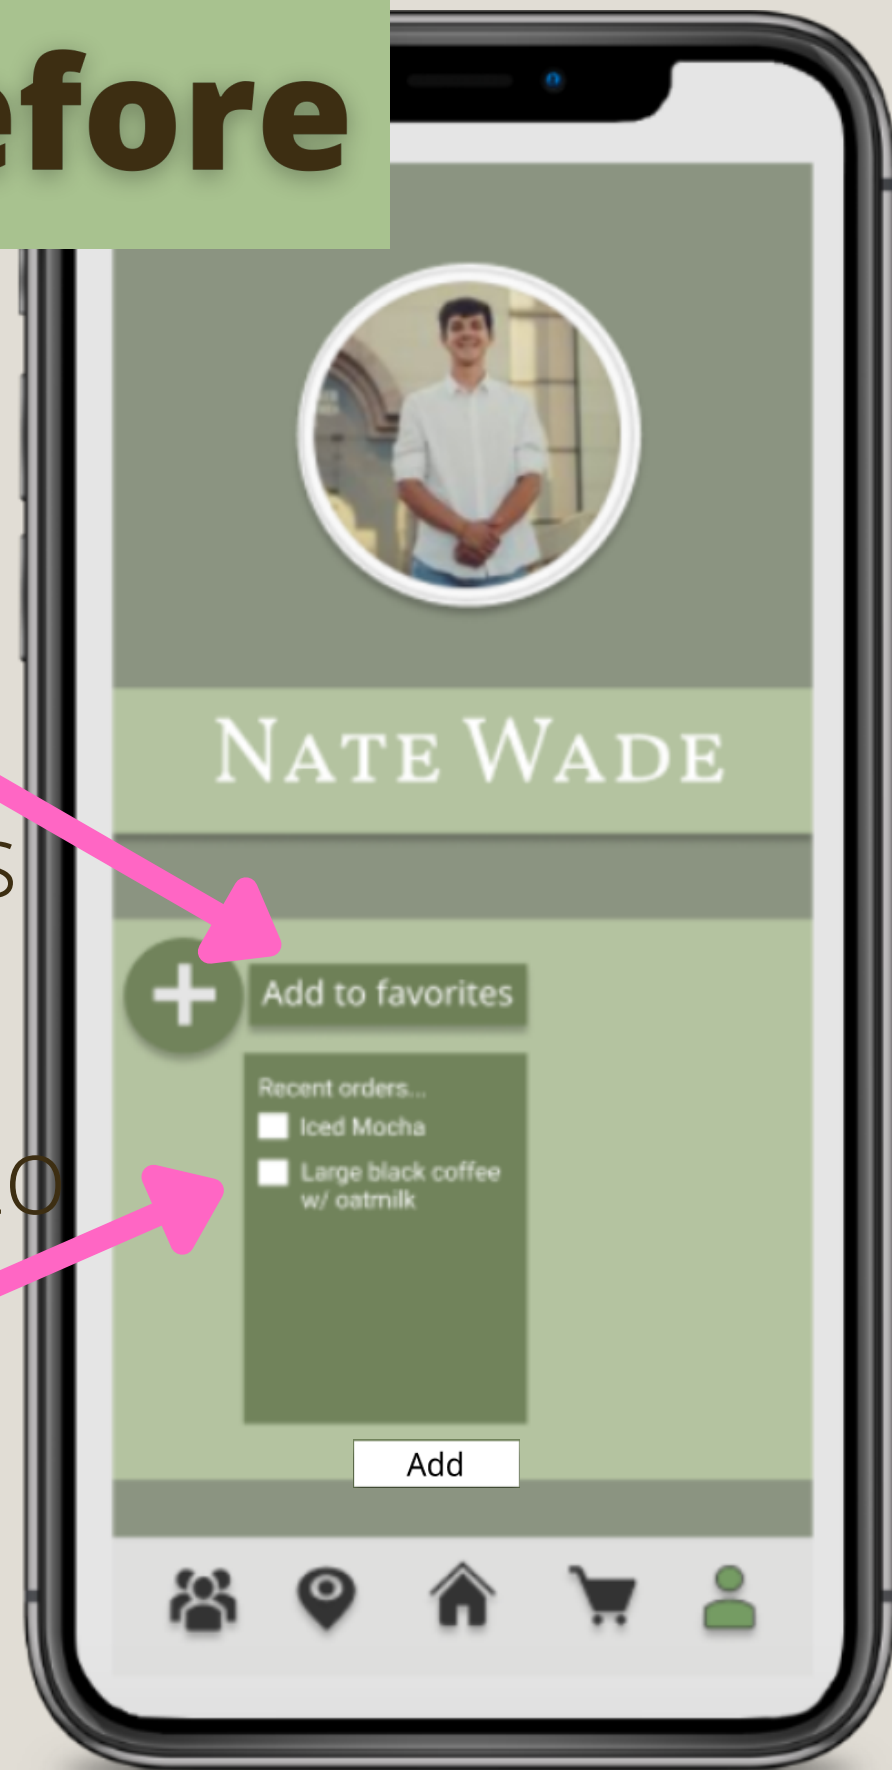 efore
NATE WADE
s
Add to favorites
Recent orders...
Iced Mocha
o
Large black coffee
w/ oatmilk
Add